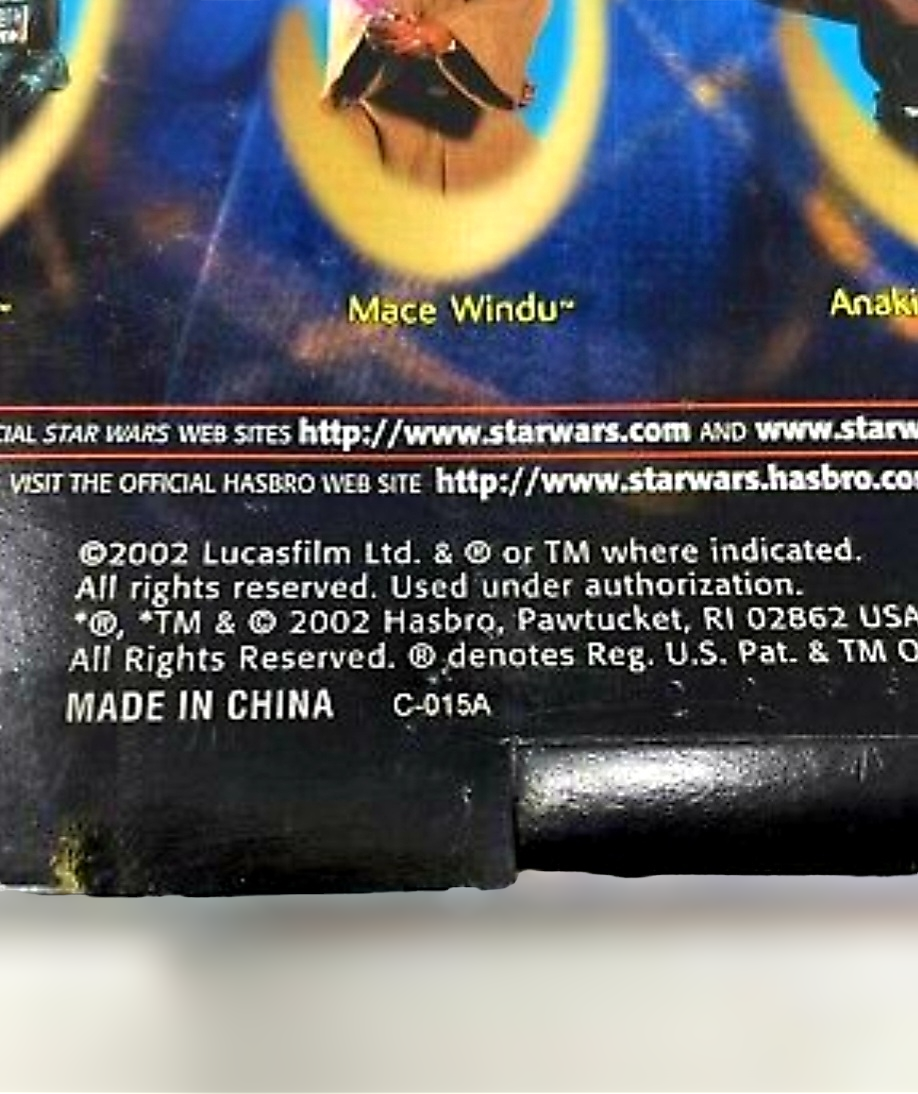 Mace Windu™
Anaki
CIAL STAR WARS WEB SITES http://www.starwars.com AND www.starw
VISIT THE OFFICIAL HASBRO WEB SITE http://www.starwars.hasbro.co
©2002 Lucasfilm Ltd. & ® or TM where indicated.
All rights reserved. Used under authorization.
*®, *TM & © 2002 Hasbro, Pawtucket, RI 02862 USA
All Rights Reserved. ® denotes Reg. U.S. Pat. & TM O
MADE IN CHINA C-015A